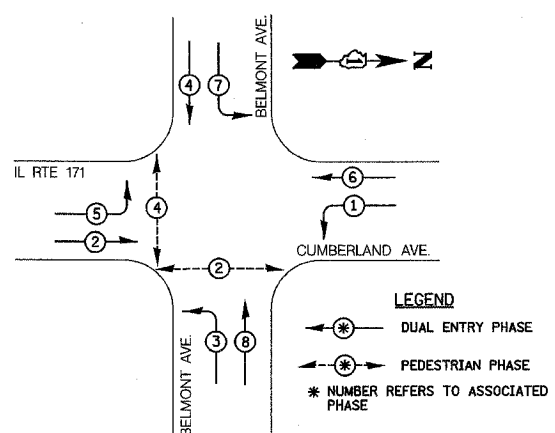 BELMONT AVE.
N
4
7
IL RTE 171
6
5
4
1
2
CUMBERLAND AVE.
2
LEGEND
* DUAL ENTRY PHASE
* PEDESTRIAN PHASE
* NUMBER REFERS TO ASSOCIATED
PHASE
3
8
BELMONT AVE.